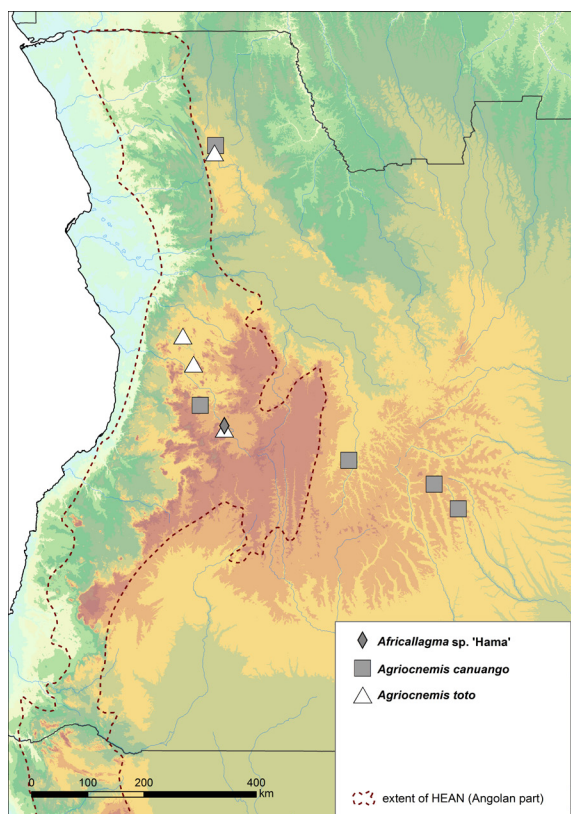 Africallagma sp. 'Hama'
Agriocnemis canuango
Agriocnemis toto
extent of HEAN (Angolan part)
0 100 200 400
km